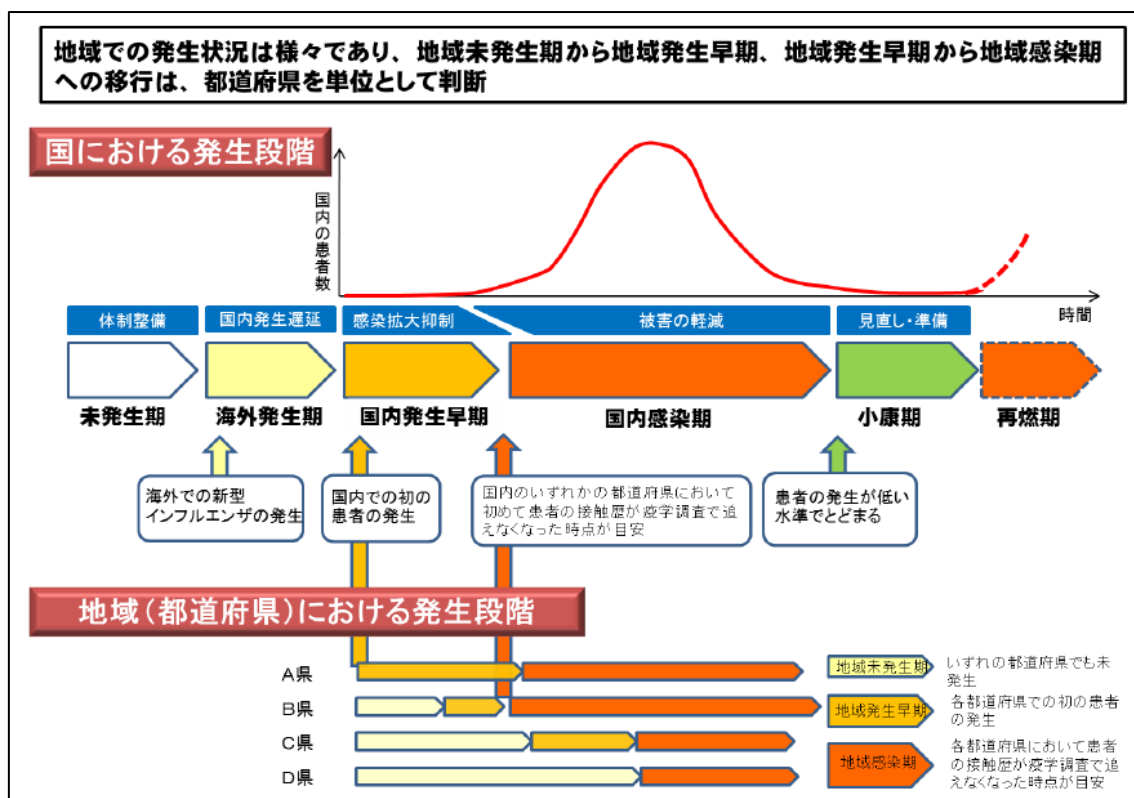 地域での発生状況は様々であり、地域未発生期から地域発生早期、地域発生早期から地域感染期
への移行は、都道府県を単位として判断
国における発生段階
国内の患者数
時間
体制整備
国内発生遅延
感染拡大抑制
被害の軽減
見直し・準備
未発生期
海外発生期
国内発生早期
国内感染期
小康期
再燃期
海外での新型
インフルエンザの発生
国内での初の
患者の発生
国内のいずれかの都道府県において
初めて患者の接触歴が疫学調査で追
えなくなった時点が目安
患者の発生が低い
水準でとどまる
地域(都道府県)における発生段階
A県
B県
C県
D県
地域未発生期
いずれの都道府県でも未
発生
地域発生早期
各都道府県での初の患者
の発生
地域感染期
各都道府県において患者
の接触歴が疫学調査で追
えなくなった時点が目安